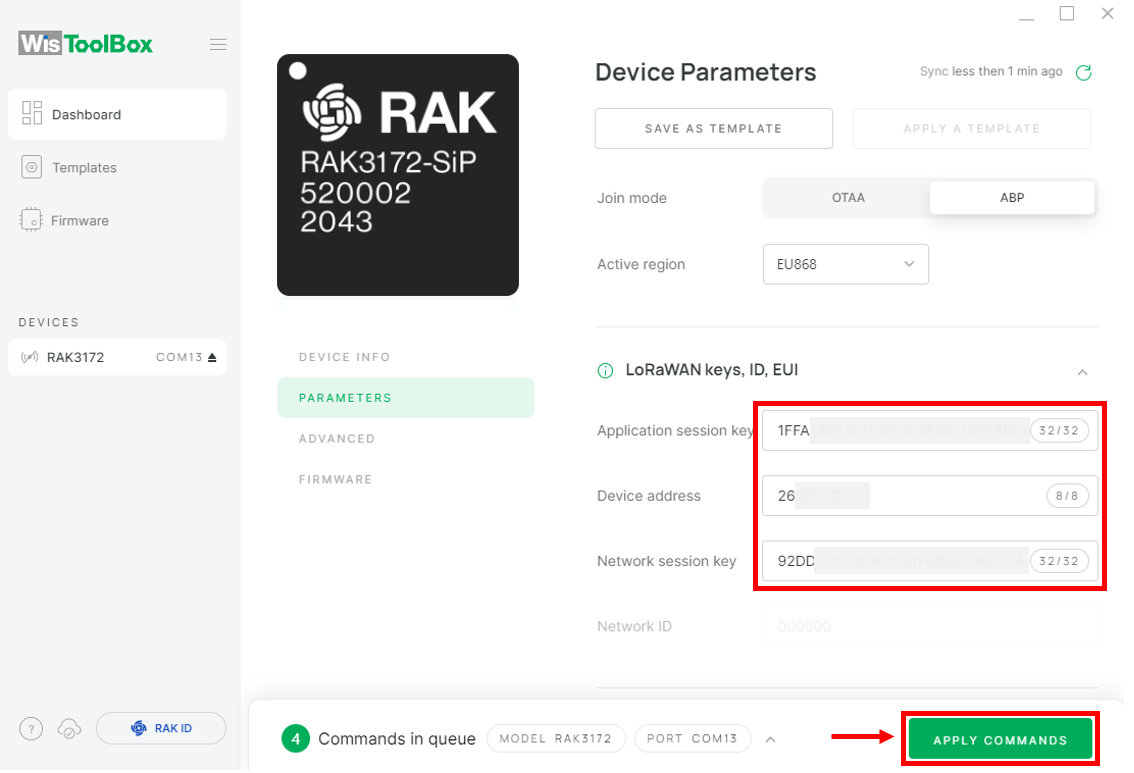 WisToolBox
Dashboard
Templates
Firmware
DEVICES
RAK3172 COM13
? RAK ID
RAK
RAK3172-SiP
520002
2043
DEVICE INFO
PARAMETERS
ADVANCED
FIRMWARE
Device Parameters Sync less then 1 min ago
SAVE AS TEMPLATE APPLY A TEMPLATE
Join mode OTAA ABP
Active region EU868
LoRaWAN keys, ID, EUI
Application session key 1FFA 32/32
Device address 26 8/8
Network session key 92DD 32/32
Network ID 000000
4 Commands in queue MODEL RAK3172 PORT COM13 APPLY COMMANDS